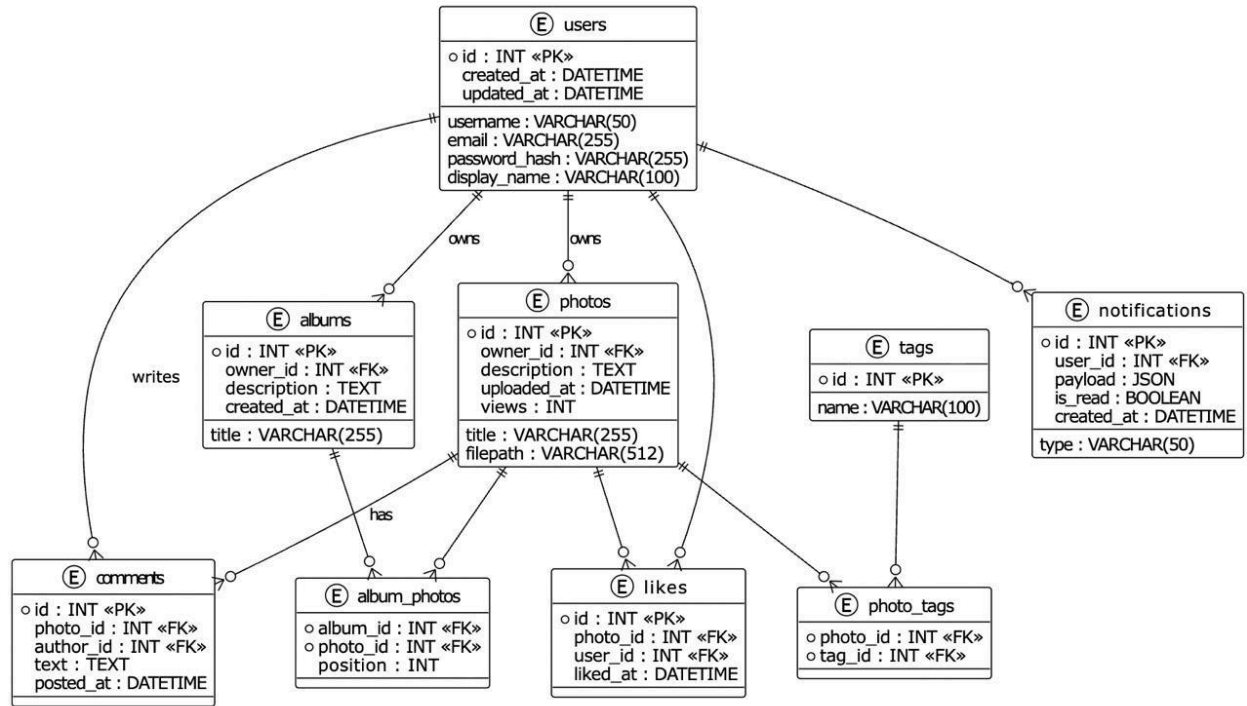 E users
id : INT «PK»
created_at : DATETIME
updated_at : DATETIME
username : VARCHAR(50)
email : VARCHAR(255)
password_hash : VARCHAR(255)
display_name : VARCHAR(100)
owns
owns
writes
has
E albums
id : INT «PK»
owner_id : INT «FK»
description : TEXT
created_at : DATETIME
title : VARCHAR(255)
E photos
id : INT «PK»
owner_id : INT «FK»
description : TEXT
uploaded_at : DATETIME
views : INT
title : VARCHAR(255)
filepath : VARCHAR(512)
E tags
id : INT «PK»
name : VARCHAR(100)
E notifications
id : INT «PK»
user_id : INT «FK»
payload : JSON
is_read : BOOLEAN
created_at : DATETIME
type : VARCHAR(50)
E comments
id : INT «PK»
photo_id : INT «FK»
author_id : INT «FK»
text : TEXT
posted_at : DATETIME
E album_photos
album_id : INT «FK»
photo_id : INT «FK»
position : INT
E likes
id : INT «PK»
photo_id : INT «FK»
user_id : INT «FK»
liked_at : DATETIME
E photo_tags
photo_id : INT «FK»
tag_id : INT «FK»